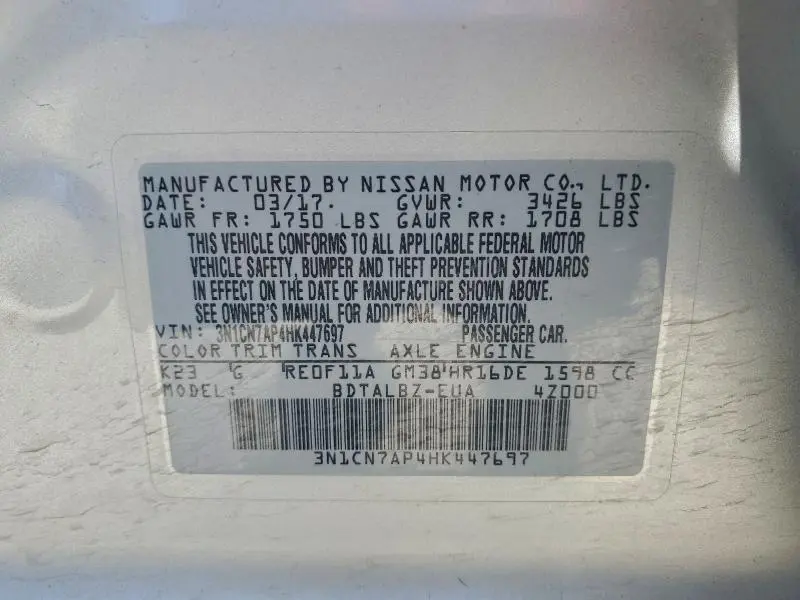 MANUFACTURED BY NISSAN MOTOR CO., LTD.
DATE: 03/17. GVWR: 3426 LBS
GAWR FR: 1750 LBS GAWR RR: 1708 LBS
THIS VEHICLE CONFORMS TO ALL APPLICABLE FEDERAL MOTOR
VEHICLE SAFETY, BUMPER AND THEFT PREVENTION STANDARDS
IN EFFECT ON THE DATE OF MANUFACTURE SHOWN ABOVE.
SEE OWNER'S MANUAL FOR ADDITIONAL INFORMATION.
VIN: 3N1CN7AP4HK447697 PASSENGER CAR.
COLOR TRIM TRANS AXLE ENGINE
K23 G RE0F11A GM38 HR16DE 1598 CC
MODEL: BDTALBZ-EUA 4Z000
3N1CN7AP4HK447697